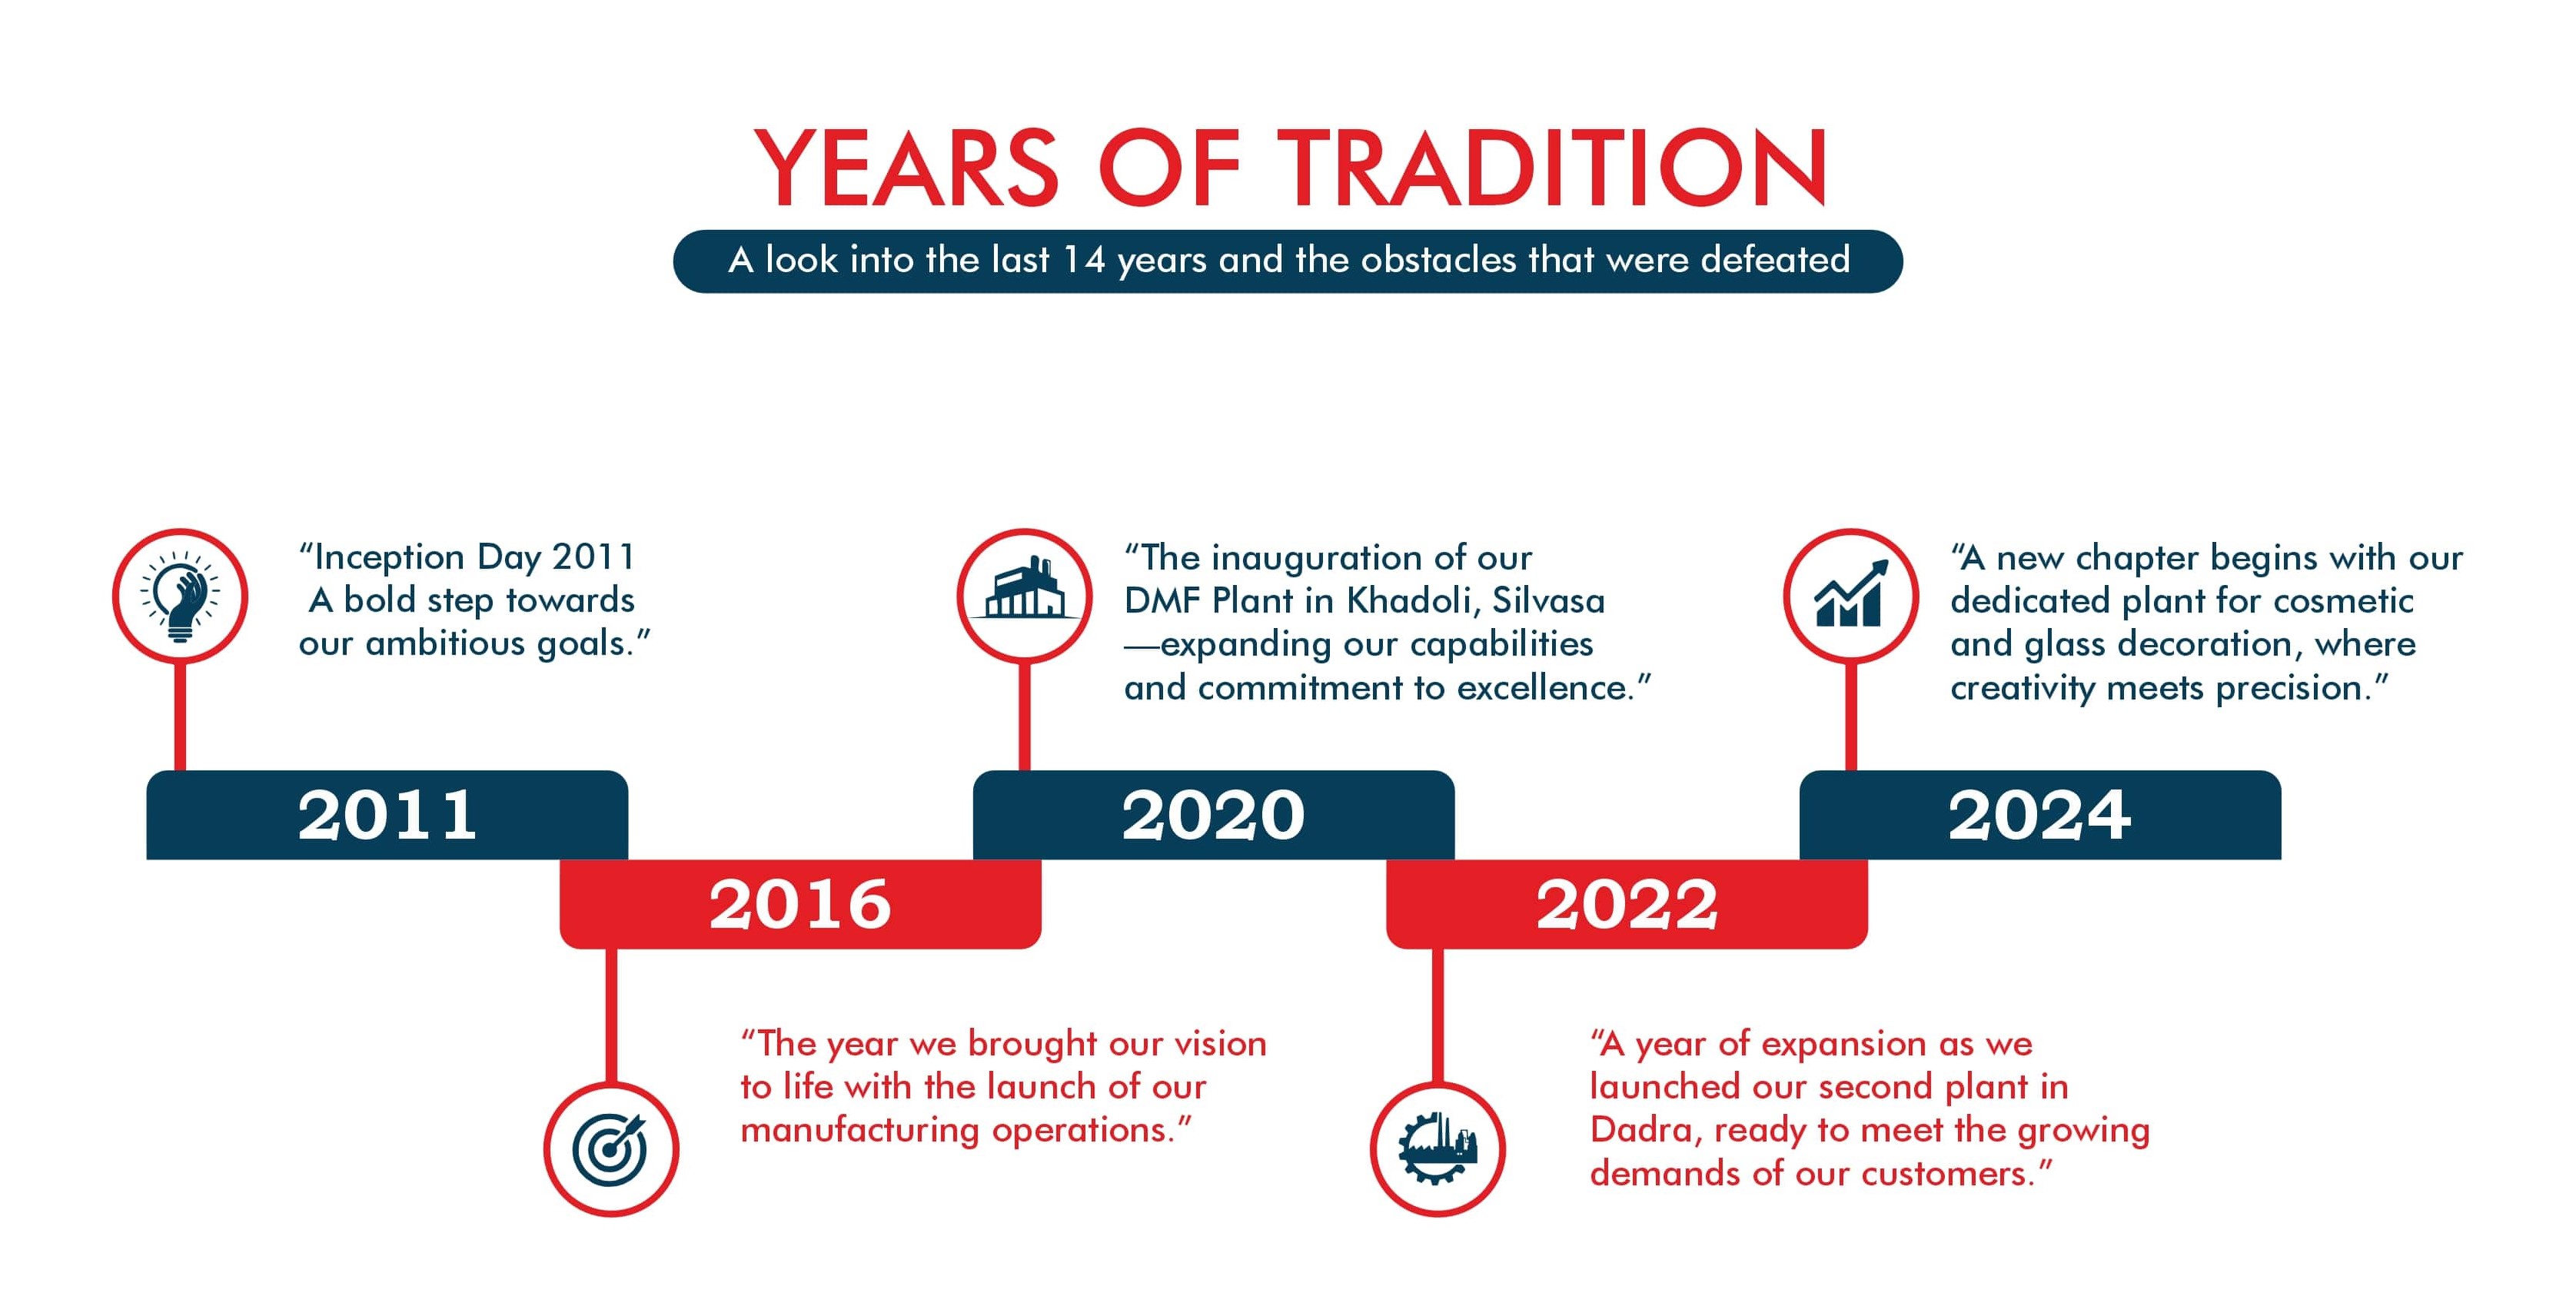 YEARS OF TRADITION
A look into the last 14 years and the obstacles that were defeated
“Inception Day 2011
A bold step towards
our ambitious goals.”
“The inauguration of our
DMF Plant in Khadoli, Silvasa
—expanding our capabilities
and commitment to excellence.”
“A new chapter begins with our
dedicated plant for cosmetic
and glass decoration, where
creativity meets precision.”
2011
2020
2024
2016
2022
“The year we brought our vision
to life with the launch of our
manufacturing operations.”
“A year of expansion as we
launched our second plant in
Dadra, ready to meet the growing
demands of our customers.”